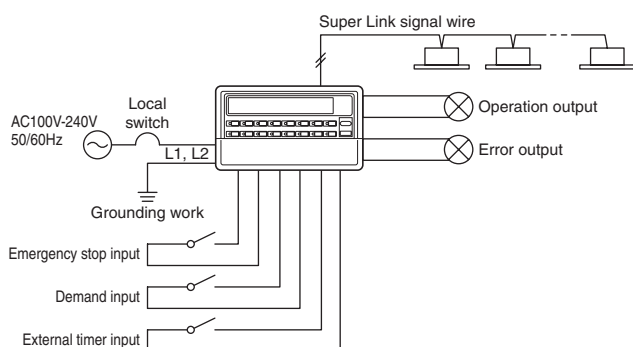 Super Link signal wire
AC100V-240V
50/60Hz
Local
switch
L1, L2
Operation output
Error output
Grounding work
Emergency stop input
Demand input
External timer input